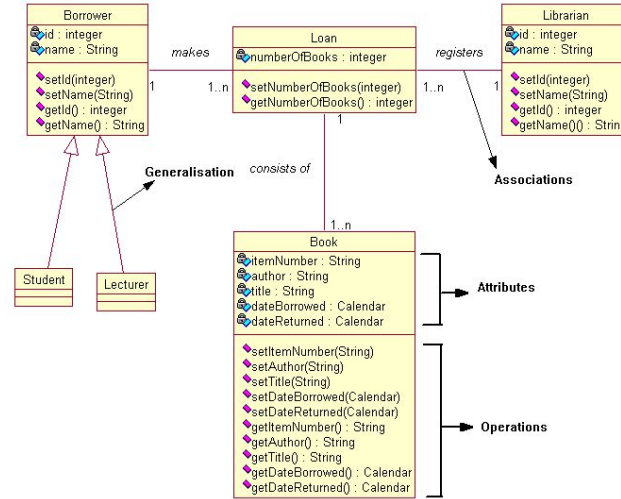 Borrower
id : integer
name : String
setId(integer)
setName(String)
getId() : integer
getName() : String
makes
1
1..n
Loan
numberOfBooks : integer
setNumberOfBooks(integer)
getNumberOfBooks() : integer
registers
1..n
1
Librarian
id : integer
name : String
setId(integer)
setName(String)
getId() : integer
getName()() : String
1
Generalisation
consists of
Associations
1..n
Student
Lecturer
Book
itemNumber : String
author : String
title : String
dateBorrowed : Calendar
dateReturned : Calendar
Attributes
setItemNumber(String)
setAuthor(String)
setTitle(String)
setDateBorrowed(Calendar)
setDateReturned(Calendar)
getItemNumber() : String
getAuthor() : String
getTitle() : String
getDateBorrowed() : Calendar
getDateReturned() : Calendar
Operations